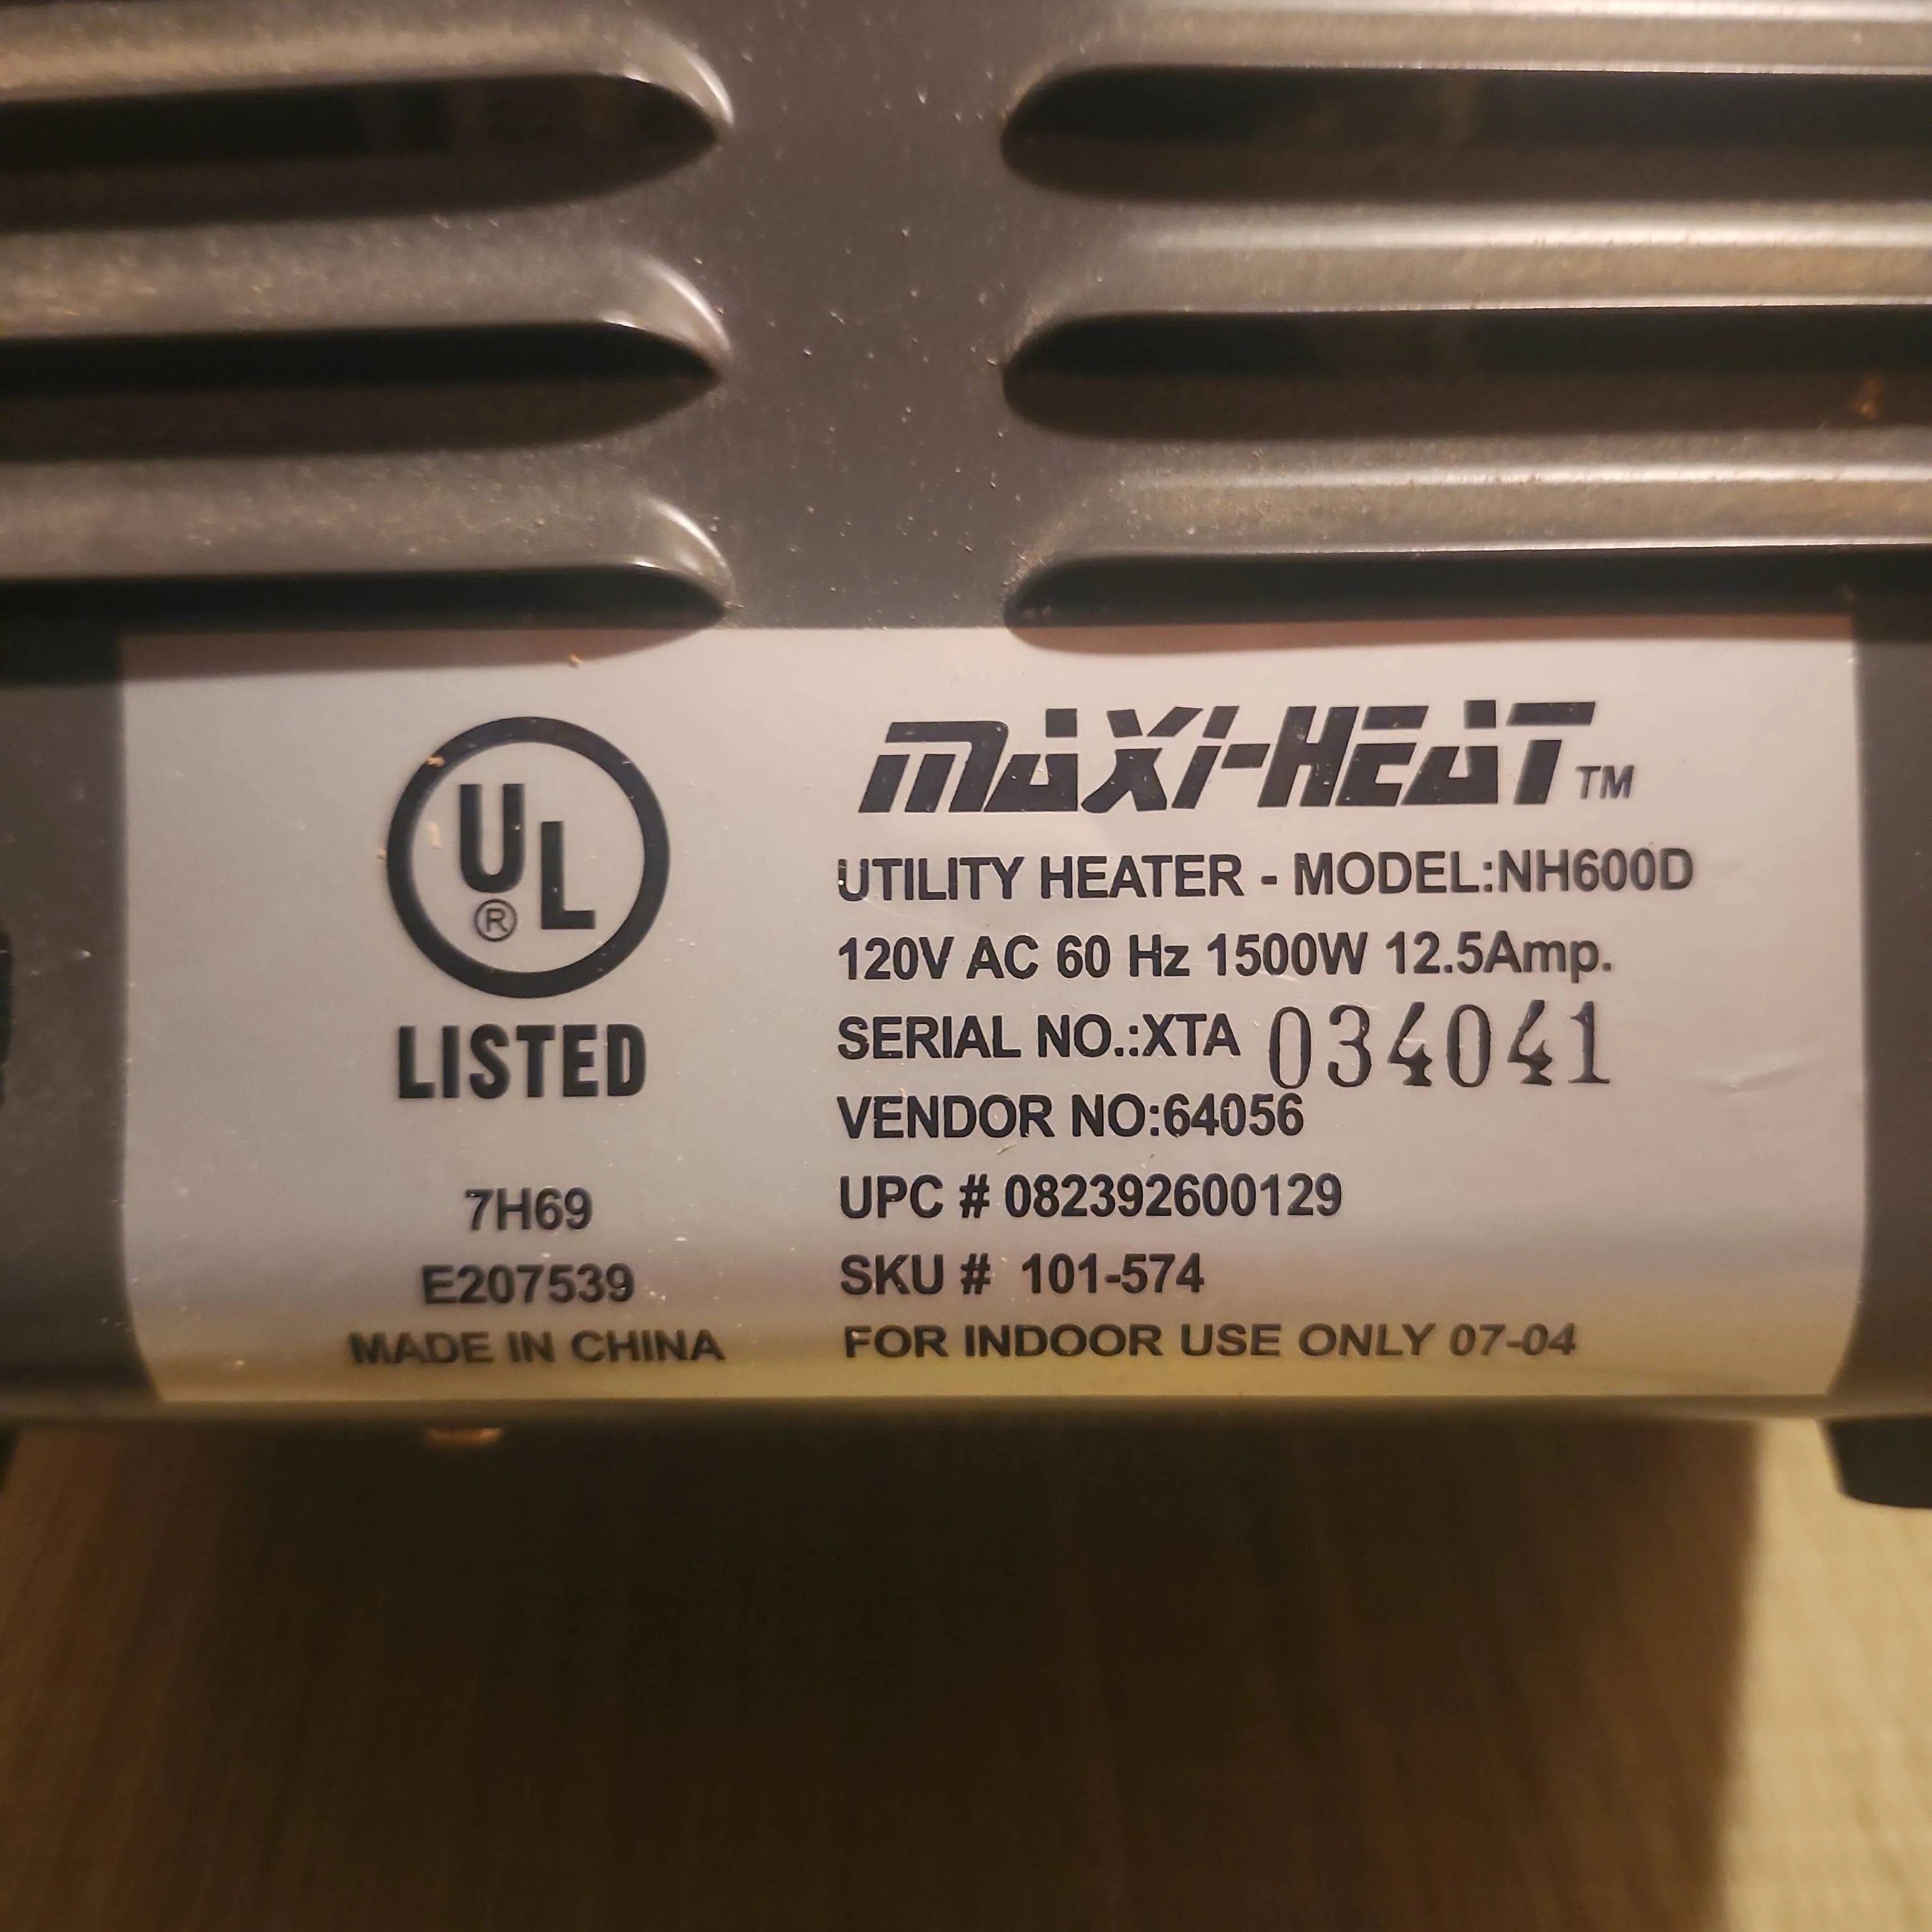 UL®
LISTED
7H69
E207539
MADE IN CHINA
MAXI-HEAT™
UTILITY HEATER - MODEL:NH600D
120V AC 60 Hz 1500W 12.5Amp.
SERIAL NO.:XTA 034041
VENDOR NO:64056
UPC # 082392600129
SKU # 101-574
FOR INDOOR USE ONLY 07-04